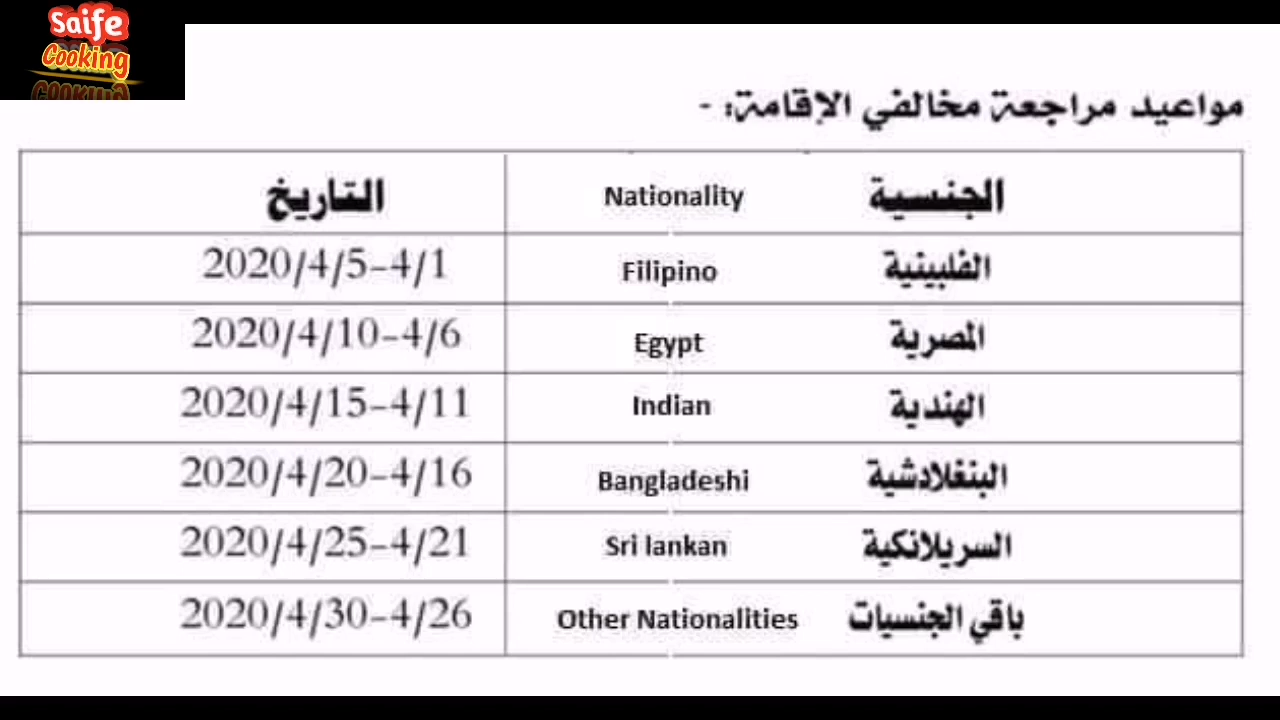 Saife
Cooking
مواعيد مراجعة مخالفي الإقامة: -
الجنسية Nationality التاريخ
الفلبينية Filipino 2020/4/5-4/1
المصرية Egypt 2020/4/10-4/6
الهندية Indian 2020/4/15-4/11
البنغلادشية Bangladeshi 2020/4/20-4/16
السريلانكية Sri lankan 2020/4/25-4/21
باقي الجنسيات Other Nationalities 2020/4/30-4/26